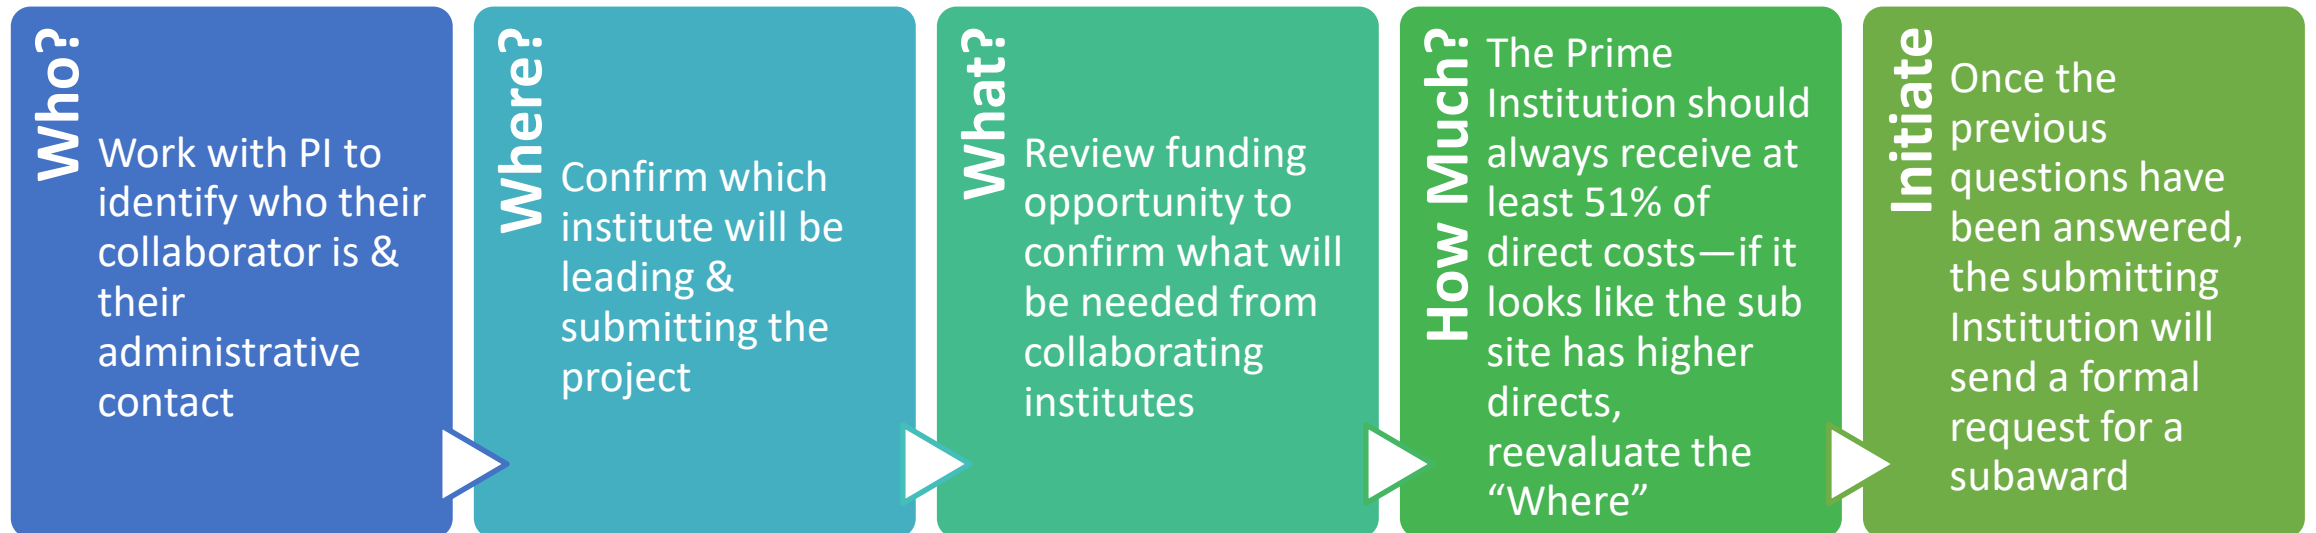 Who?
Work with PI to
identify who their
collaborator is &
their
administrative
contact
Where?
Confirm which
institute will be
leading &
submitting the
project
What?
Review funding
opportunity to
confirm what will
be needed from
collaborating
institutes
How Much?
The Prime
Institution should
always receive at
least 51% of
direct costs—if it
looks like the sub
site has higher
directs,
reevaluate the
“Where”
Initiate
Once the
previous
questions have
been answered,
the submitting
Institution will
send a formal
request for a
subaward